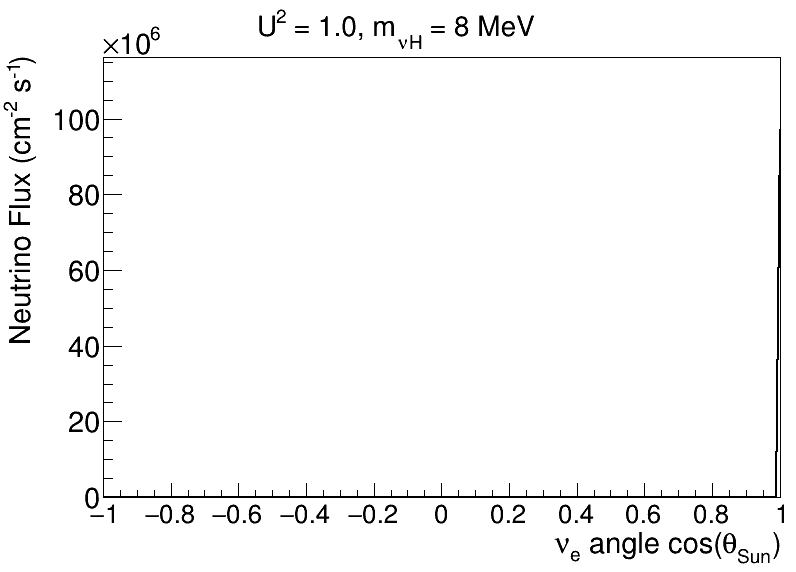 U² = 1.0, m_νH = 8 MeV
×10⁶
Neutrino Flux (cm⁻² s⁻¹)
100
80
60
40
20
0
−1 −0.8 −0.6 −0.4 −0.2 0 0.2 0.4 0.6 0.8 1
ν_e angle cos(θ_Sun)